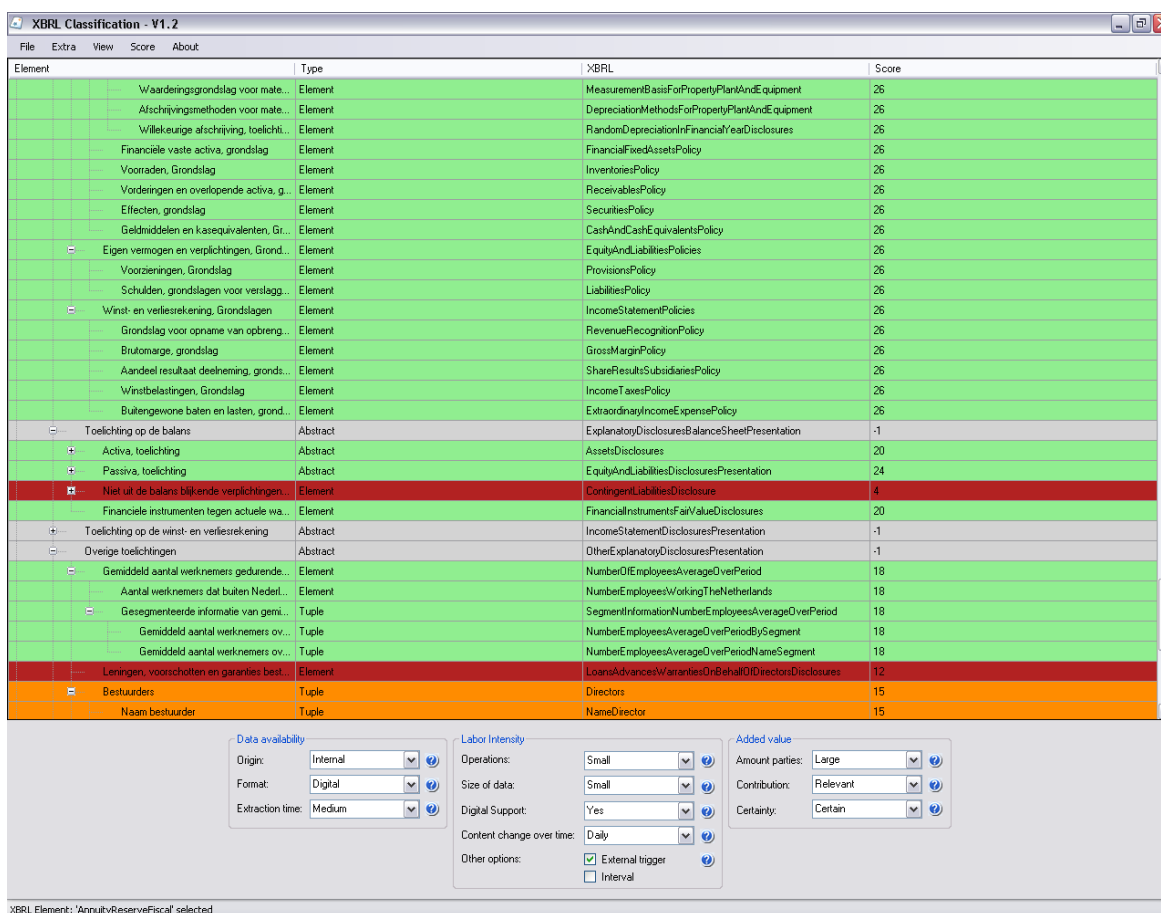 XBRL Classification - V1.2
File Extra View Score About
Element Type XBRL Score
Waarderingsgrondslag voor mate... Element MeasurementBasisForPropertyPlantAndEquipment 26
Afschrijvingsmethoden voor mate... Element DepreciationMethodsForPropertyPlantAndEquipment 26
Willekeurige afschrijving, toelichti... Element RandomDepreciationInFinancialYearDisclosures 26
Financiële vaste activa, grondslag Element FinancialFixedAssetsPolicy 26
Voorraden, Grondslag Element InventoriesPolicy 26
Vorderingen en overlopende activa, g... Element ReceivablesPolicy 26
Effecten, grondslag Element SecuritiesPolicy 26
Geldmiddelen en kasequivalenten, Gr... Element CashAndCashEquivalentsPolicy 26
Eigen vermogen en verplichtingen, Grond... Element EquityAndLiabilitiesPolicies 26
Voorzieningen, Grondslag Element ProvisionsPolicy 26
Schulden, grondslagen voor verslagg... Element LiabilitiesPolicy 26
Winst- en verliesrekening, Grondslagen Element IncomeStatementPolicies 26
Grondslag voor opname van opbreng... Element RevenueRecognitionPolicy 26
Brutomarge, grondslag Element GrossMarginPolicy 26
Aandeel resultaat deelneming, gronds... Element ShareResultsSubsidiariesPolicy 26
Winstbelastingen, Grondslag Element IncomeTaxesPolicy 26
Buitengewone baten en lasten, grond... Element ExtraordinaryIncomeExpensePolicy 26
Toelichting op de balans Abstract ExplanatoryDisclosuresBalanceSheetPresentation -1
Activa, toelichting Abstract AssetsDisclosures 20
Passiva, toelichting Abstract EquityAndLiabilitiesDisclosuresPresentation 24
Niet uit de balans blijkende verplichtingen... Element ContingentLiabilitiesDisclosure 4
Financiele instrumenten tegen actuele wa... Element FinancialInstrumentsFairValueDisclosures 20
Toelichting op de winst- en verliesrekening Abstract IncomeStatementDisclosuresPresentation -1
Overige toelichtingen Abstract OtherExplanatoryDisclosuresPresentation -1
Gemiddeld aantal werknemers gedurende... Element NumberOfEmployeesAverageOverPeriod 18
Aantal werknemers dat buiten Nederl... Element NumberEmployeesWorkingTheNetherlands 18
Gesegmenteerde informatie van gemi... Tuple SegmentInformationNumberEmployeesAverageOverPeriod 18
Gemiddeld aantal werknemers ov... Tuple NumberEmployeesAverageOverPeriodBySegment 18
Gemiddeld aantal werknemers ov... Tuple NumberEmployeesAverageOverPeriodNameSegment 18
Leningen, voorschotten en garanties best... Element LoansAdvancesWarrantiesOnBehalfOfDirectorsDisclosures 12
Bestuurders Tuple Directors 15
Naam bestuurder Tuple NameDirector 15
Data availability Labor Intensity Added value
Origin: Internal Operations: Small Amount parties: Large
Format: Digital Size of data: Small Contribution: Relevant
Extraction time: Medium Digital Support: Yes Certainty: Certain
Content change over time: Daily
Other options: External trigger
Interval
XBRL Element: 'AnnuityReserveFiscal' selected